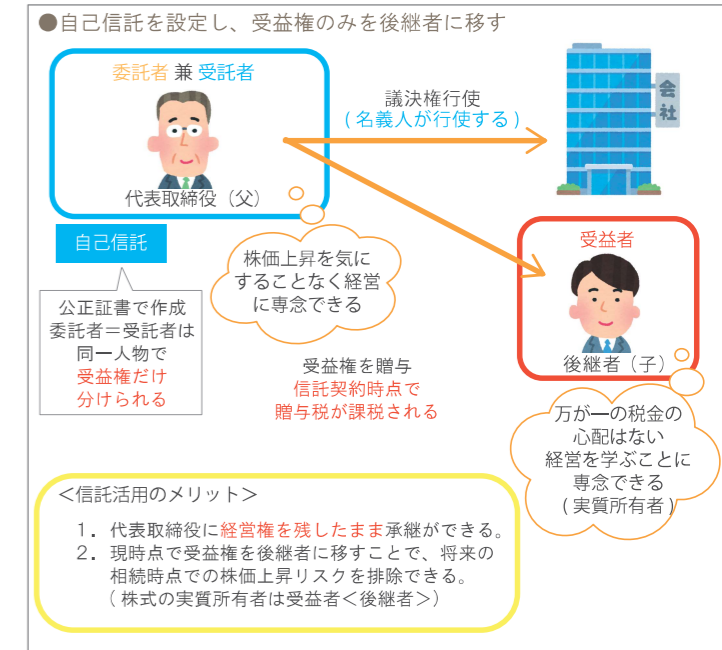 ●自己信託を設定し、受益権のみを後継者に移す
委託者 兼 受託者
代表取締役（父）
議決権行使
( 名義人が行使する )
会社
自己信託
株価上昇を気に
することなく経営
に専念できる
受益者
後継者（子）
公正証書で作成
委託者＝受託者は
同一人物で
受益権だけ
分けられる
受益権を贈与
信託契約時点で
贈与税が課税される
万が一の税金の
心配はない
経営を学ぶことに
専念できる
( 実質所有者 )
＜信託活用のメリット＞
１．代表取締役に経営権を残したまま承継ができる。
２．現時点で受益権を後継者に移すことで、将来の
相続時点での株価上昇リスクを排除できる。
( 株式の実質所有者は受益者＜後継者＞)